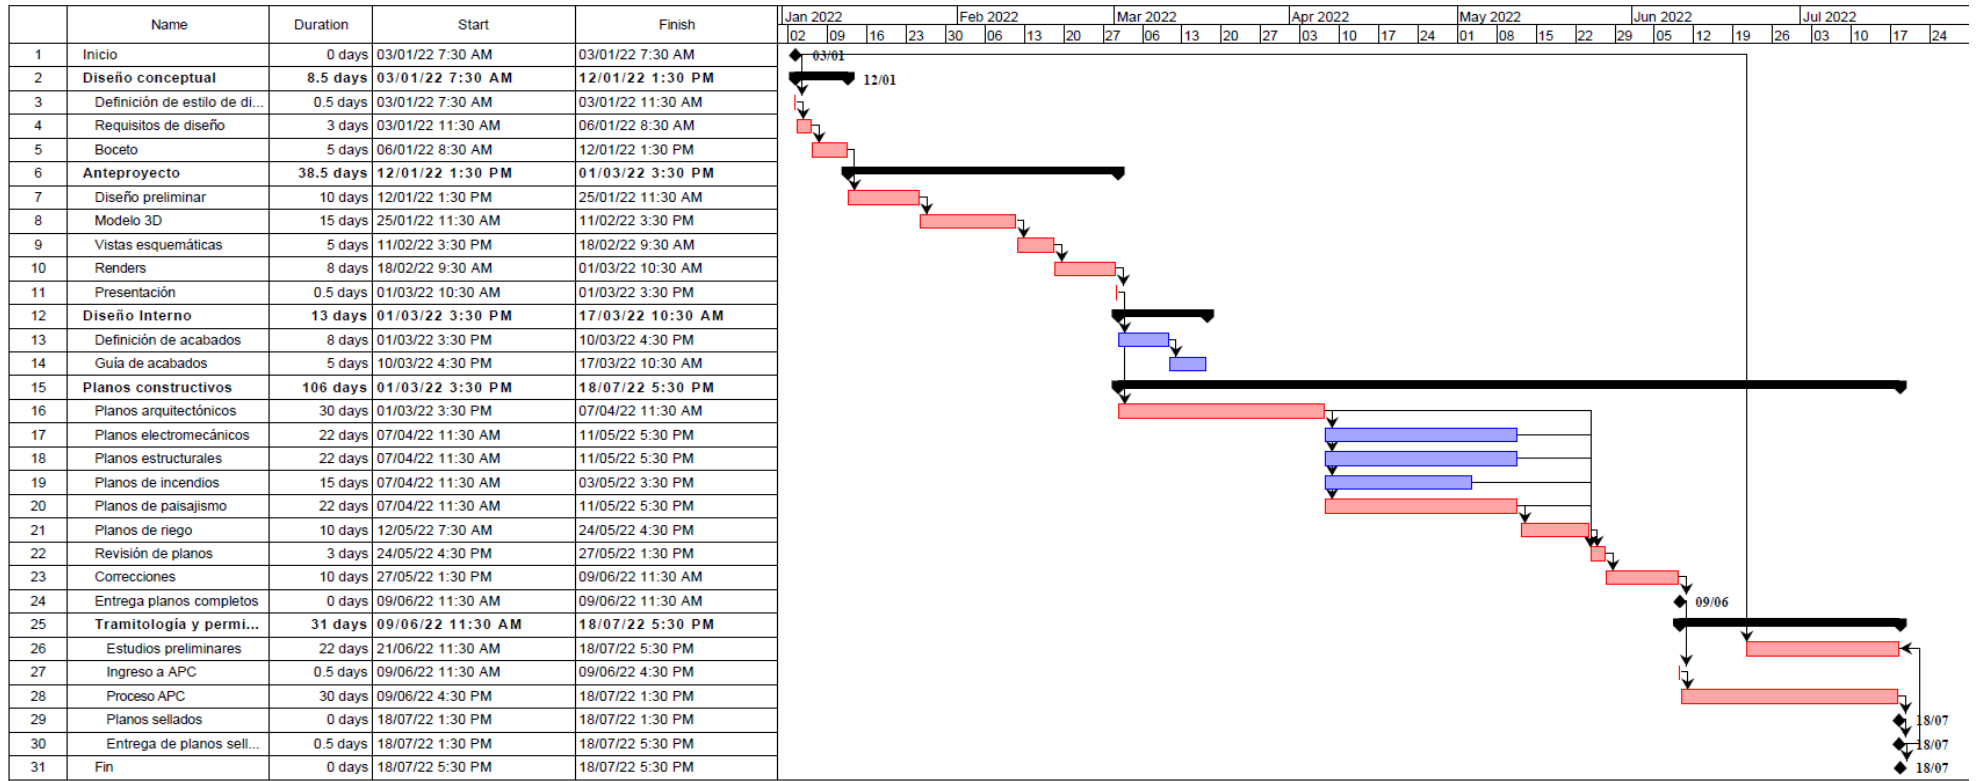 Name Duration Start Finish Jan 2022 Feb 2022 Mar 2022 Apr 2022 May 2022 Jun 2022 Jul 2022
02 09 16 23 30 06 13 20 27 06 13 20 27 03 10 17 24 01 08 15 22 29 05 12 19 26 03 10 17 24
1 Inicio 0 days 03/01/22 7:30 AM 03/01/22 7:30 AM 03/01
2 Diseño conceptual 8.5 days 03/01/22 7:30 AM 12/01/22 1:30 PM 12/01
3 Definición de estilo de di... 0.5 days 03/01/22 7:30 AM 03/01/22 11:30 AM
4 Requisitos de diseño 3 days 03/01/22 11:30 AM 06/01/22 8:30 AM
5 Boceto 5 days 06/01/22 8:30 AM 12/01/22 1:30 PM
6 Anteproyecto 38.5 days 12/01/22 1:30 PM 01/03/22 3:30 PM
7 Diseño preliminar 10 days 12/01/22 1:30 PM 25/01/22 11:30 AM
8 Modelo 3D 15 days 25/01/22 11:30 AM 11/02/22 3:30 PM
9 Vistas esquemáticas 5 days 11/02/22 3:30 PM 18/02/22 9:30 AM
10 Renders 8 days 18/02/22 9:30 AM 01/03/22 10:30 AM
11 Presentación 0.5 days 01/03/22 10:30 AM 01/03/22 3:30 PM
12 Diseño Interno 13 days 01/03/22 3:30 PM 17/03/22 10:30 AM
13 Definición de acabados 8 days 01/03/22 3:30 PM 10/03/22 4:30 PM
14 Guía de acabados 5 days 10/03/22 4:30 PM 17/03/22 10:30 AM
15 Planos constructivos 106 days 01/03/22 3:30 PM 18/07/22 5:30 PM
16 Planos arquitectónicos 30 days 01/03/22 3:30 PM 07/04/22 11:30 AM
17 Planos electromecánicos 22 days 07/04/22 11:30 AM 11/05/22 5:30 PM
18 Planos estructurales 22 days 07/04/22 11:30 AM 11/05/22 5:30 PM
19 Planos de incendios 15 days 07/04/22 11:30 AM 03/05/22 3:30 PM
20 Planos de paisajismo 22 days 07/04/22 11:30 AM 11/05/22 5:30 PM
21 Planos de riego 10 days 12/05/22 7:30 AM 24/05/22 4:30 PM
22 Revisión de planos 3 days 24/05/22 4:30 PM 27/05/22 1:30 PM
23 Correcciones 10 days 27/05/22 1:30 PM 09/06/22 11:30 AM
24 Entrega planos completos 0 days 09/06/22 11:30 AM 09/06/22 11:30 AM 09/06
25 Tramitología y permi... 31 days 09/06/22 11:30 AM 18/07/22 5:30 PM
26 Estudios preliminares 22 days 21/06/22 11:30 AM 18/07/22 5:30 PM
27 Ingreso a APC 0.5 days 09/06/22 11:30 AM 09/06/22 4:30 PM
28 Proceso APC 30 days 09/06/22 4:30 PM 18/07/22 1:30 PM
29 Planos sellados 0 days 18/07/22 1:30 PM 18/07/22 1:30 PM 18/07
30 Entrega de planos sell... 0.5 days 18/07/22 1:30 PM 18/07/22 5:30 PM 18/07
31 Fin 0 days 18/07/22 5:30 PM 18/07/22 5:30 PM 18/07